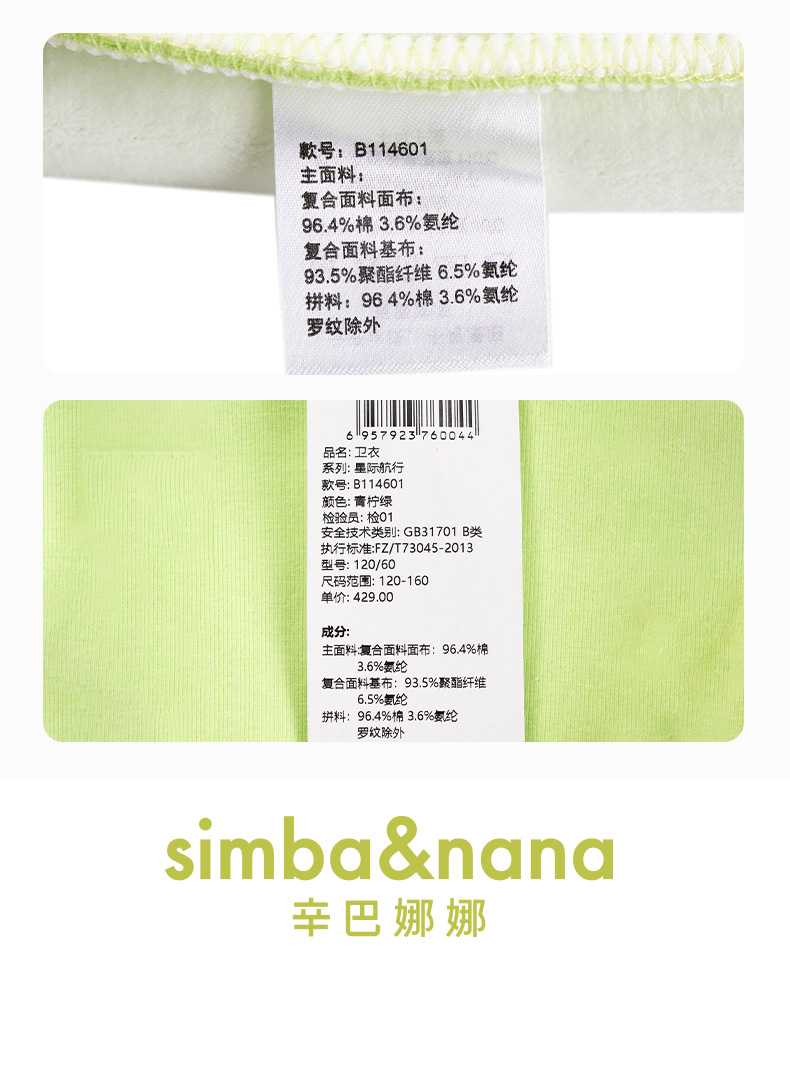 款号：B114601
主面料：
复合面料面布：
96.4%棉 3.6%氨纶
复合面料基布：
93.5%聚酯纤维 6.5%氨纶
拼料：96 4%棉 3.6%氨纶
罗纹除外
6 957923 760044
品名: 卫衣
系列: 星际航行
款号: B114601
颜色: 青柠绿
检验员: 检01
安全技术类别: GB31701 B类
执行标准:FZ/T73045-2013
型号: 120/60
尺码范围: 120-160
单价: 429.00
成分:
主面料:复合面料面布：96.4%棉
3.6%氨纶
复合面料基布：93.5%聚酯纤维
6.5%氨纶
拼料：96.4%棉 3.6%氨纶
罗纹除外
simba&nana
辛巴娜娜